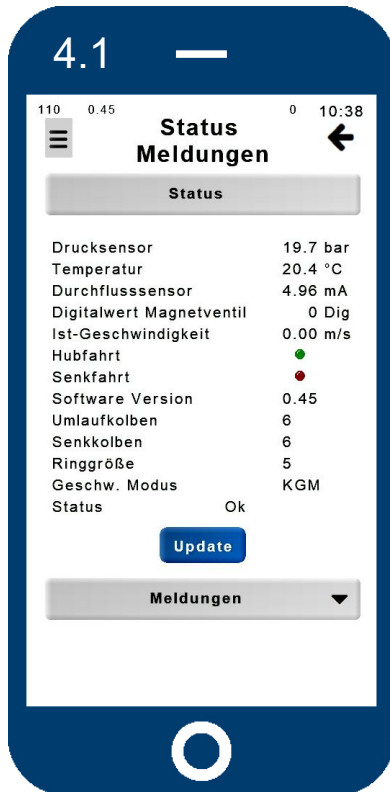 4.1
110 0.45 0 10:38
Status
Meldungen
Status
Drucksensor 19.7 bar
Temperatur 20.4 °C
Durchflusssensor 4.96 mA
Digitalwert Magnetventil 0 Dig
Ist-Geschwindigkeit 0.00 m/s
Hubfahrt
Senkfahrt
Software Version 0.45
Umlaufkolben 6
Senkkolben 6
Ringgröße 5
Geschw. Modus KGM
Status Ok
Update
Meldungen